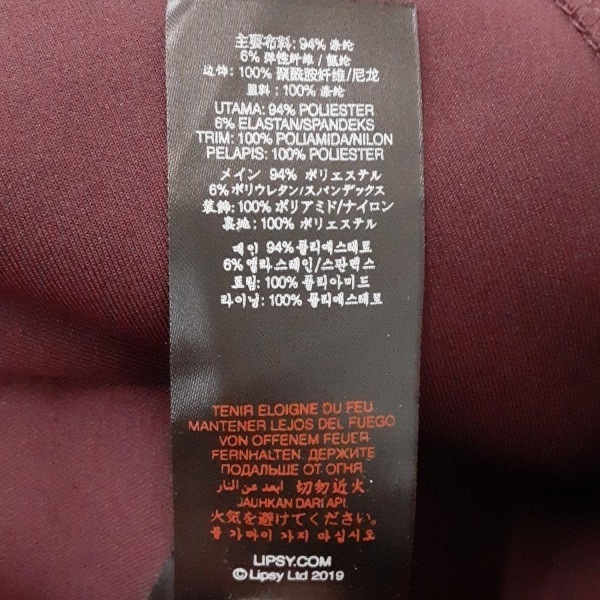 主要布料: 94% 涤纶
6% 弹性纤维 / 氨纶
边饰: 100% 聚酰胺纤维/尼龙
里料: 100% 涤纶
UTAMA: 94% POLIESTER
6% ELASTAN/SPANDEKS
TRIM: 100% POLIAMIDA/NILON
PELAPIS: 100% POLIESTER
メイン 94% ポリエステル
6% ポリウレタン/スパンデックス
装飾: 100% ポリアミド/ナイロン
裏地: 100% ポリエステル
메인 94% 폴리에스테르
6% 엘라스테인/스판덱스
트림: 100% 폴리아미드
라이닝: 100% 폴리에스테르
TENIR ELOIGNE DU FEU
MANTENER LEJOS DEL FUEGO
VON OFFENEM FEUER
FERNHALTEN. ДЕРЖИТЕ
ПОДАЛЬШЕ ОТ ОГНЯ.
ابعد عن النار 切勿近火
JAUHKAN DARI API
火気を避けてください。
불 가까이 가지 마십시오
LIPSY.COM
© Lipsy Ltd 2019